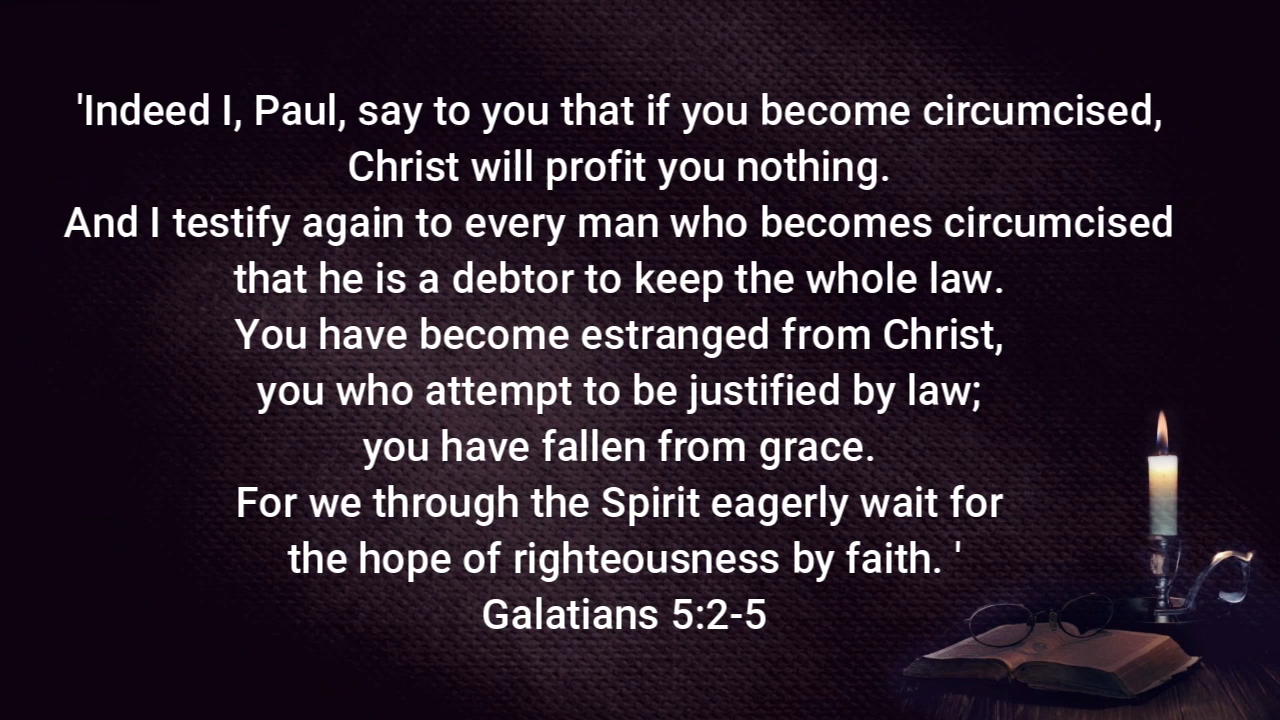 'Indeed I, Paul, say to you that if you become circumcised,
Christ will profit you nothing.
And I testify again to every man who becomes circumcised
that he is a debtor to keep the whole law.
You have become estranged from Christ,
you who attempt to be justified by law;
you have fallen from grace.
For we through the Spirit eagerly wait for
the hope of righteousness by faith. '
Galatians 5:2-5